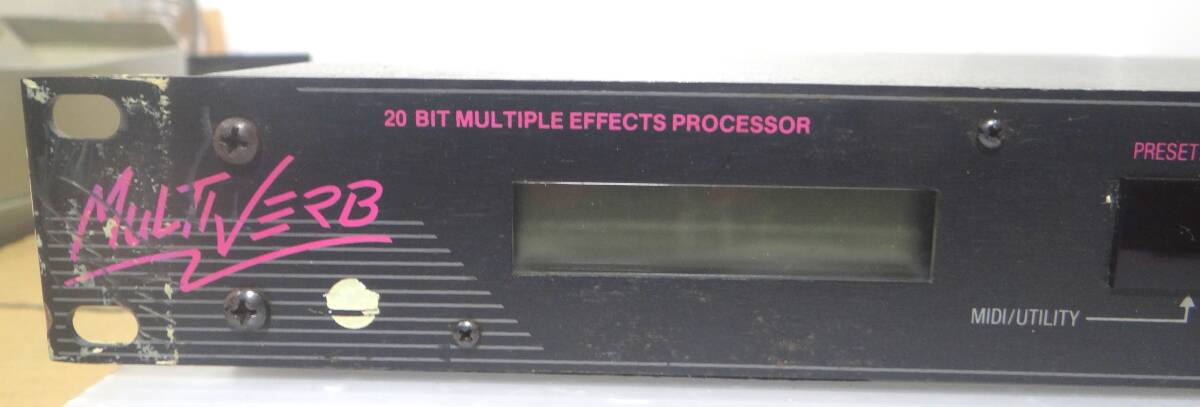 20 BIT MULTIPLE EFFECTS PROCESSOR
PRESET
MULTIVERB
MIDI/UTILITY